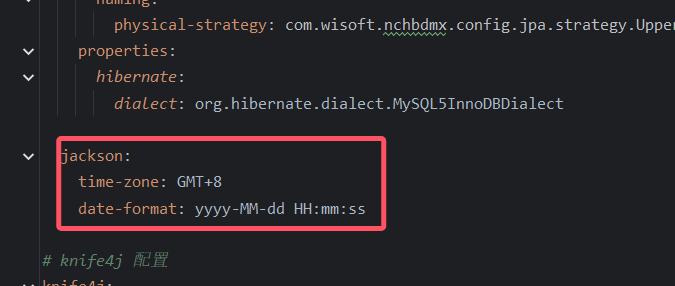 naming:
physical-strategy: com.wisoft.nchbdmx.config.jpa.strategy.Upper
properties:
hibernate:
dialect: org.hibernate.dialect.MySQL5InnoDBDialect
jackson:
time-zone: GMT+8
date-format: yyyy-MM-dd HH:mm:ss
# knife4j 配置
knife4j: